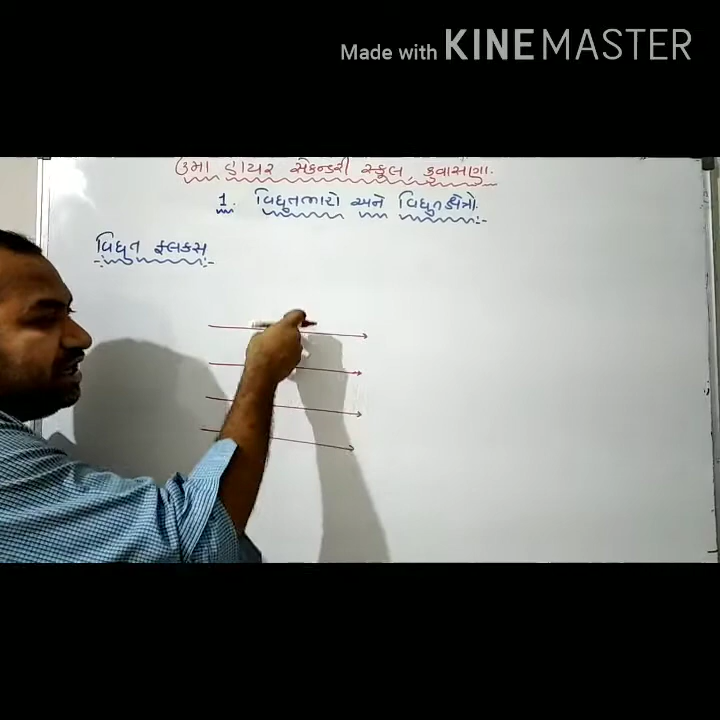 Made with KINEMASTER
ઉમા હાયર સેકન્ડરી સ્કૂલ, કુવાસણા.
1. વિદ્યુતભારો અને વિદ્યુતક્ષેત્રો.
વિદ્યુત ફ્લક્સ